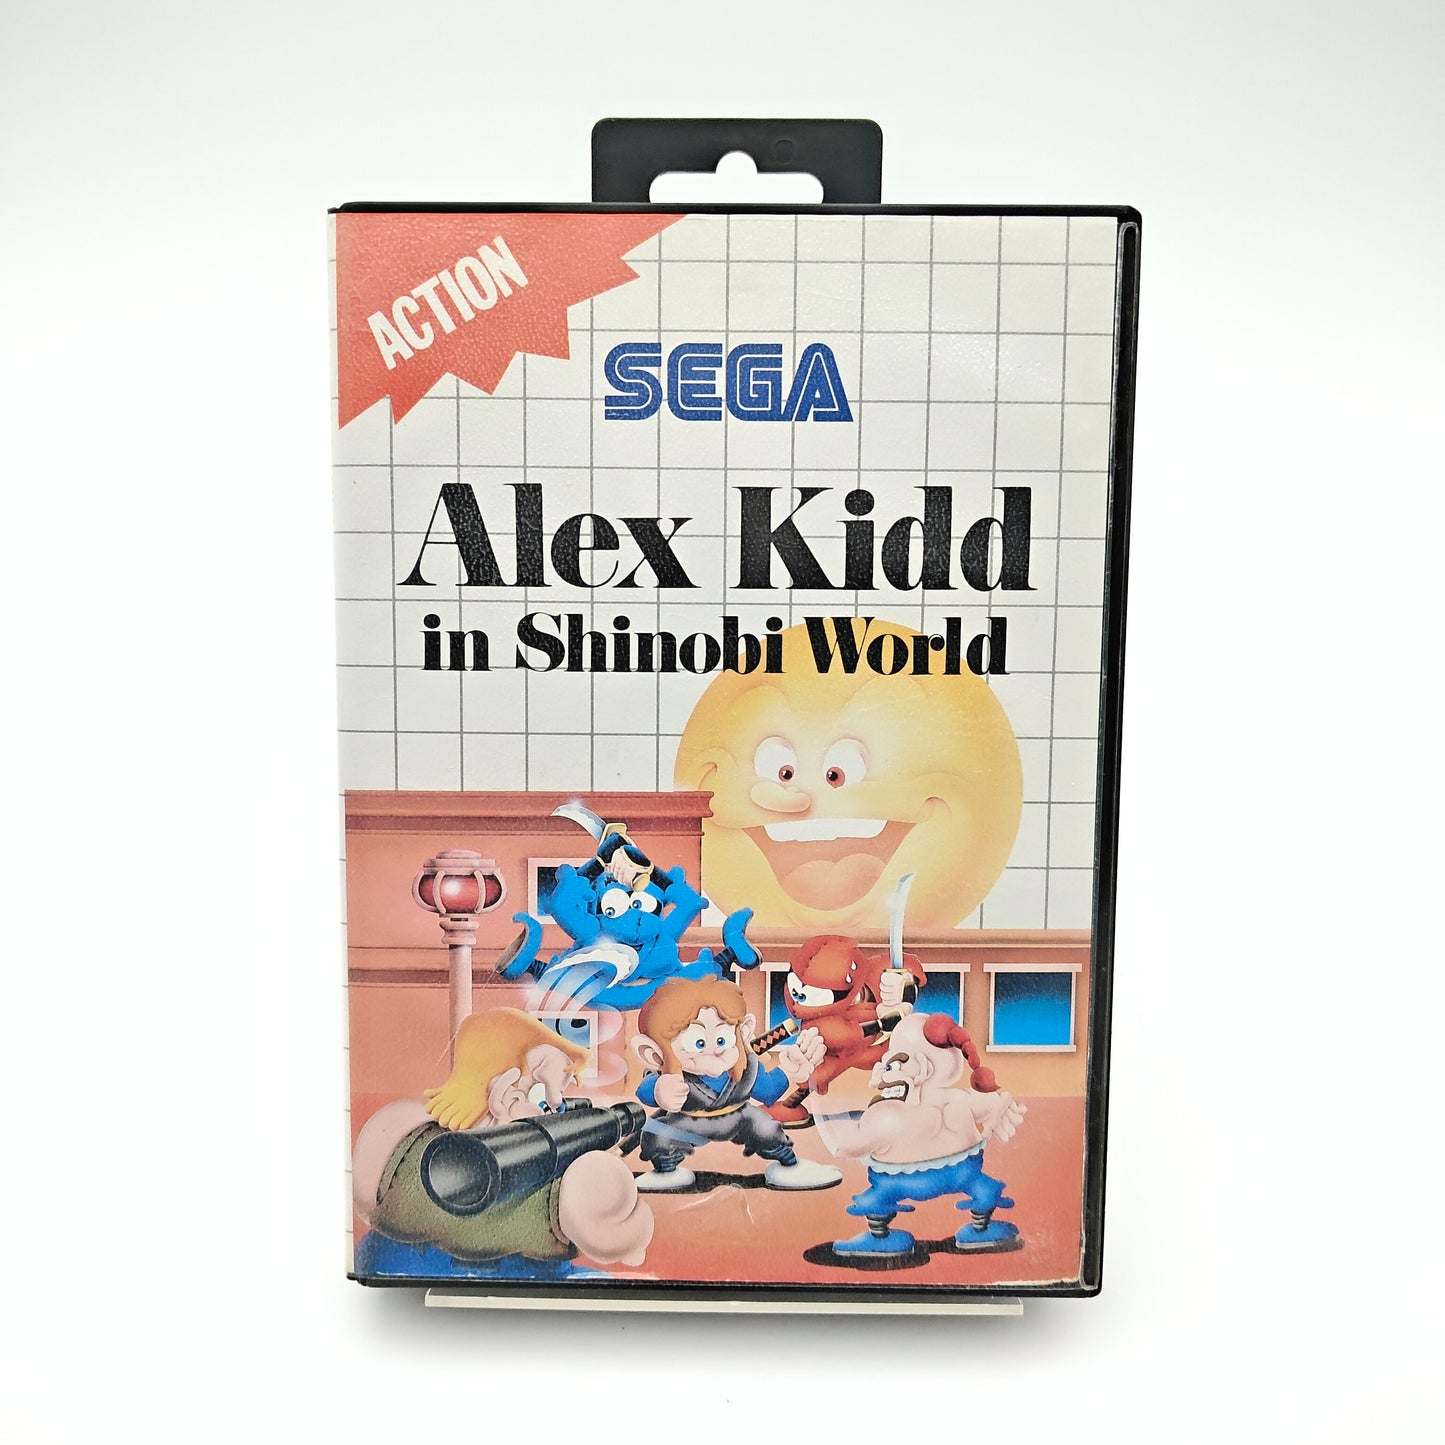 ACTION
SEGA
Alex Kidd
in Shinobi World